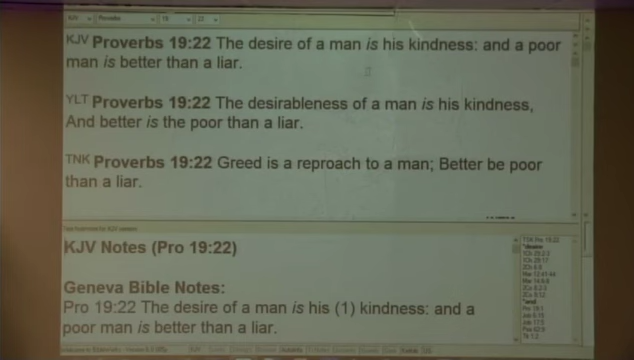 KJV Proverbs 19 22
KJV Proverbs 19:22 The desire of a man is his kindness: and a poor
man is better than a liar.
YLT Proverbs 19:22 The desirableness of a man is his kindness,
And better is the poor than a liar.
TNK Proverbs 19:22 Greed is a reproach to a man; Better be poor
than a liar.
KJV Notes (Pro 19:22)
Geneva Bible Notes:
Pro 19:22 The desire of a man is his (1) kindness: and a
poor man is better than a liar.